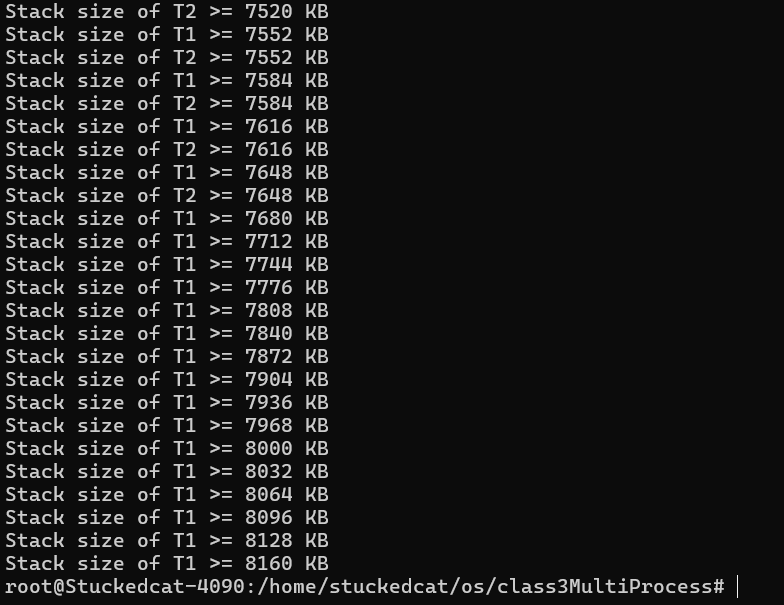 Stack size of T2 >= 7520 KB
Stack size of T1 >= 7552 KB
Stack size of T2 >= 7552 KB
Stack size of T1 >= 7584 KB
Stack size of T2 >= 7584 KB
Stack size of T1 >= 7616 KB
Stack size of T2 >= 7616 KB
Stack size of T1 >= 7648 KB
Stack size of T2 >= 7648 KB
Stack size of T1 >= 7680 KB
Stack size of T1 >= 7712 KB
Stack size of T1 >= 7744 KB
Stack size of T1 >= 7776 KB
Stack size of T1 >= 7808 KB
Stack size of T1 >= 7840 KB
Stack size of T1 >= 7872 KB
Stack size of T1 >= 7904 KB
Stack size of T1 >= 7936 KB
Stack size of T1 >= 7968 KB
Stack size of T1 >= 8000 KB
Stack size of T1 >= 8032 KB
Stack size of T1 >= 8064 KB
Stack size of T1 >= 8096 KB
Stack size of T1 >= 8128 KB
Stack size of T1 >= 8160 KB
root@Stuckedcat-4090:/home/stuckedcat/os/class3MultiProcess#